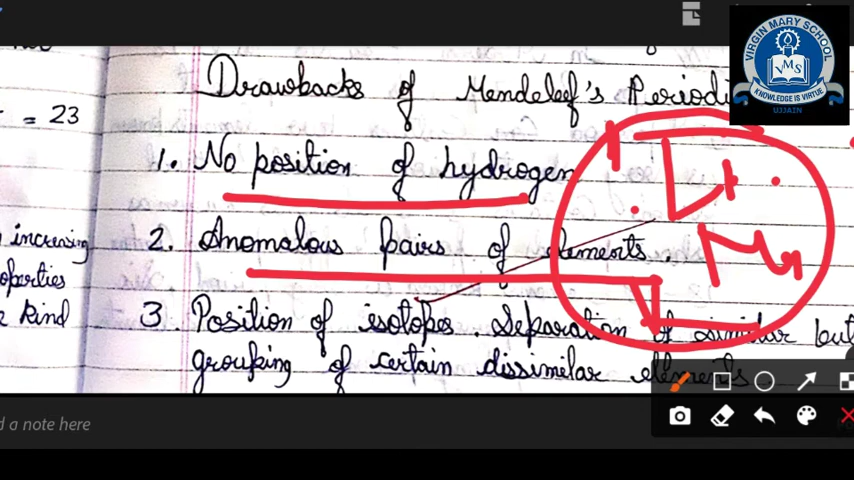 VIRGIN MARY SCHOOL
VMS
KNOWLEDGE IS VIRTUE
UJJAIN
Drawbacks of Mendeleef's Periodi
= 23
1. No position of hydrogen
increasing
2. Anomalous pairs of elements.
operties
kind
3 Position of isotopes. Separation of similar but
grouking of certain dissimilar elements.
d a note here